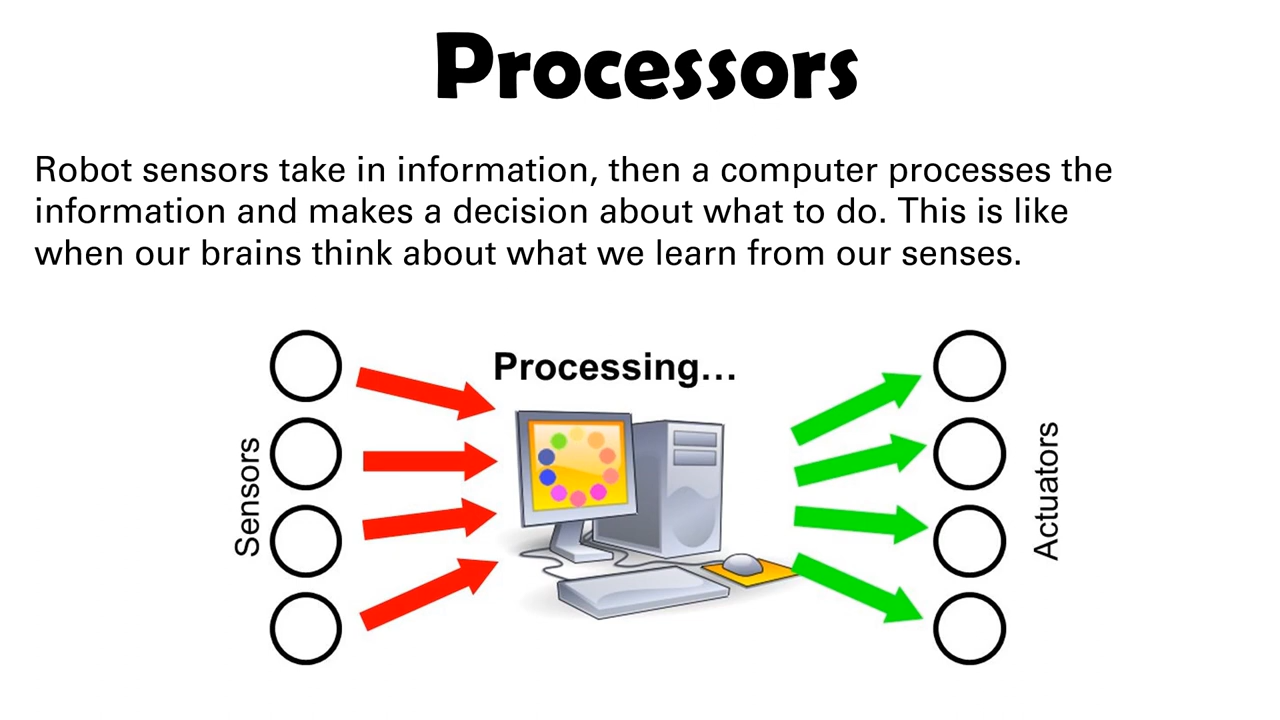 Processors
Robot sensors take in information, then a computer processes the
information and makes a decision about what to do. This is like
when our brains think about what we learn from our senses.
Processing…
Sensors
Actuators